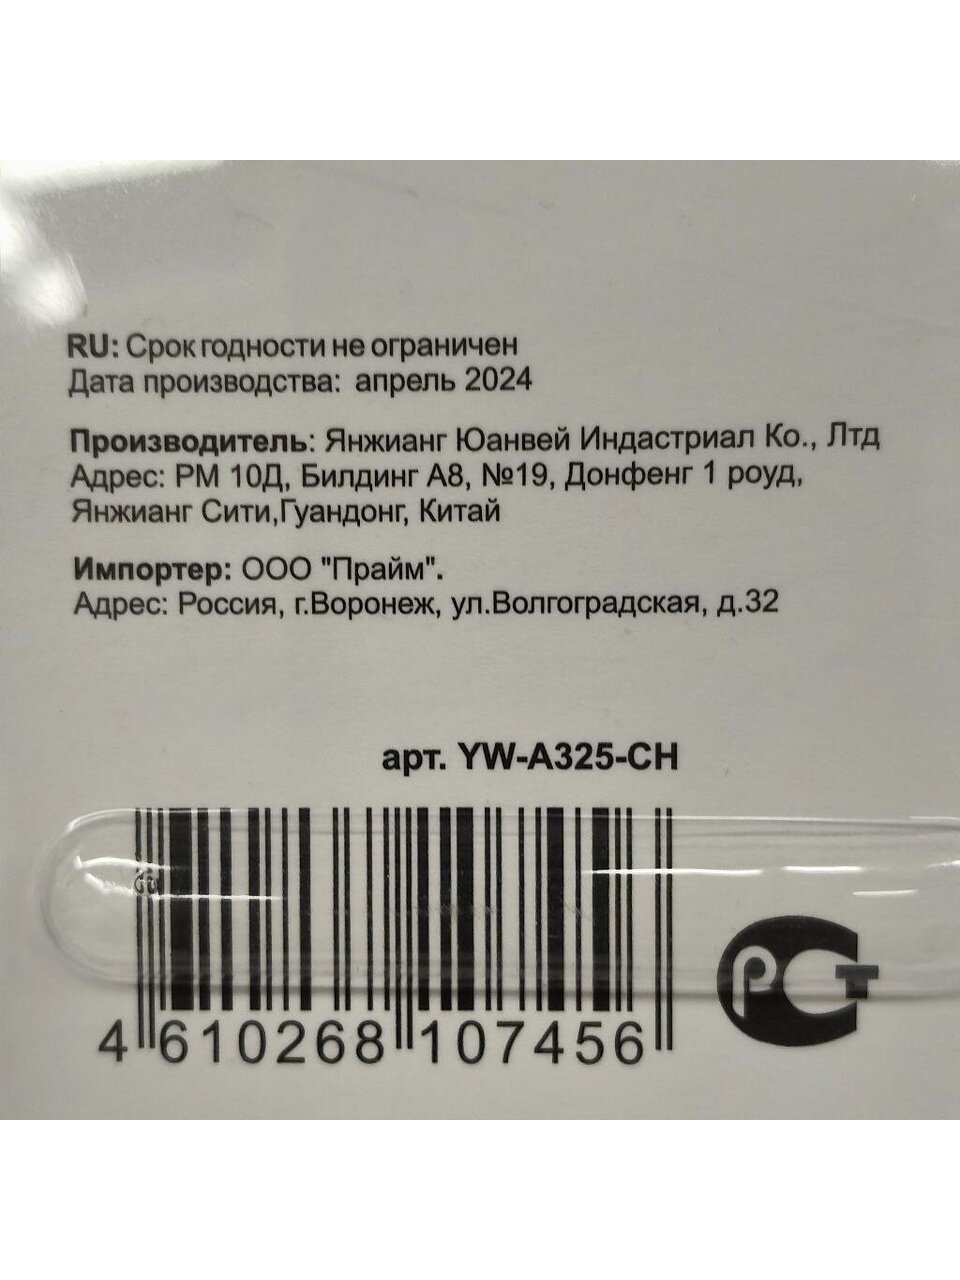 RU: Срок годности не ограничен
Дата производства: апрель 2024
Производитель: Янжианг Юанвей Индастриал Ко., Лтд
Адрес: РМ 10Д, Билдинг А8, №19, Донфенг 1 роуд,
Янжианг Сити,Гуандонг, Китай
Импортер: ООО "Прайм".
Адрес: Россия, г.Воронеж, ул.Волгоградская, д.32
арт. YW-A325-CH
4 610268 107456
РСТ